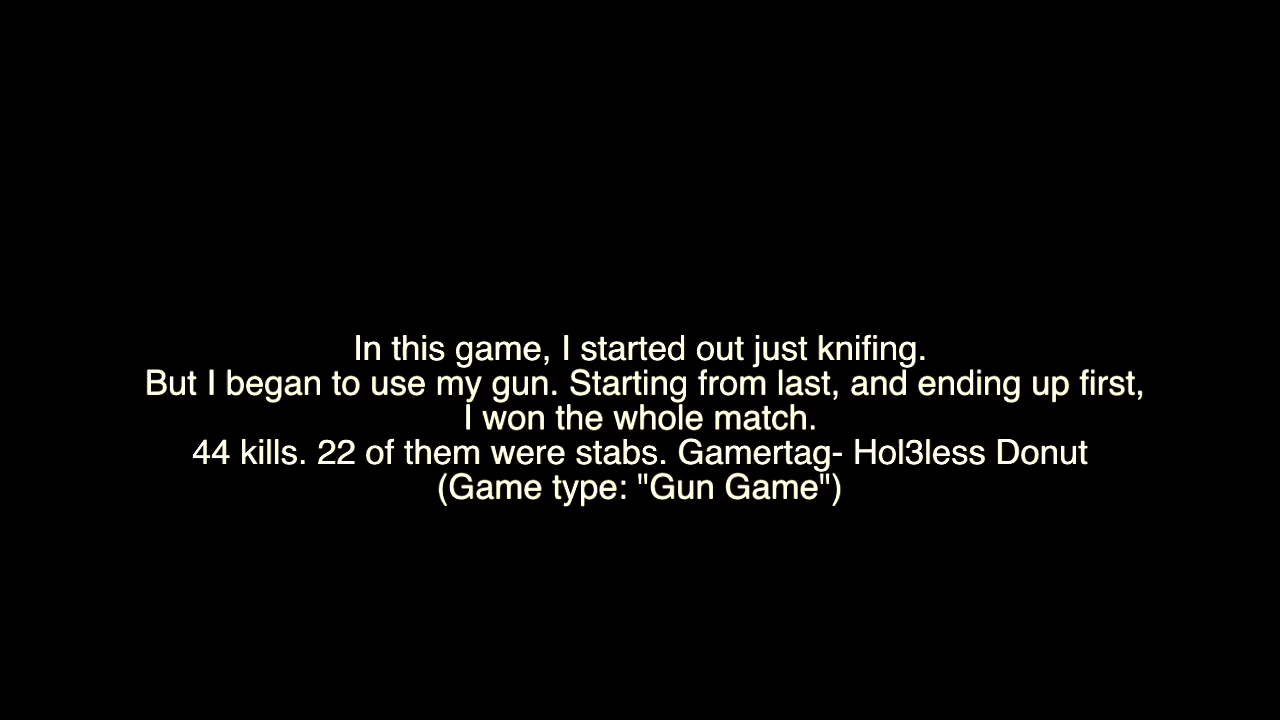 In this game, I started out just knifing.
But I began to use my gun. Starting from last, and ending up first,
I won the whole match.
44 kills. 22 of them were stabs. Gamertag- Hol3less Donut
(Game type: "Gun Game")